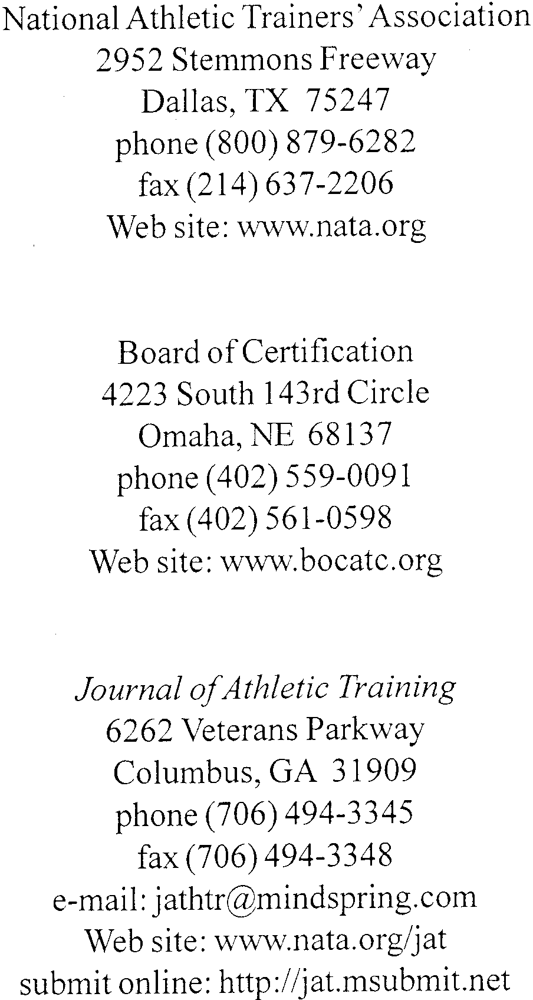 National Athletic Trainers' Association
2952 Stemmons Freeway
Dallas, TX 75247
phone (800) 879-6282
fax (214) 637-2206
Web site: www.nata.org
Board of Certification
4223 South 143rd Circle
Omaha, NE 68137
phone (402) 559-0091
fax (402) 561-0598
Web site: www.bocatc.org
Journal of Athletic Training
6262 Veterans Parkway
Columbus, GA 31909
phone (706) 494-3345
fax (706) 494-3348
e-mail: jathtr@mindspring.com
Web site: www.nata.org/jat
submit online: http://jat.msubmit.net